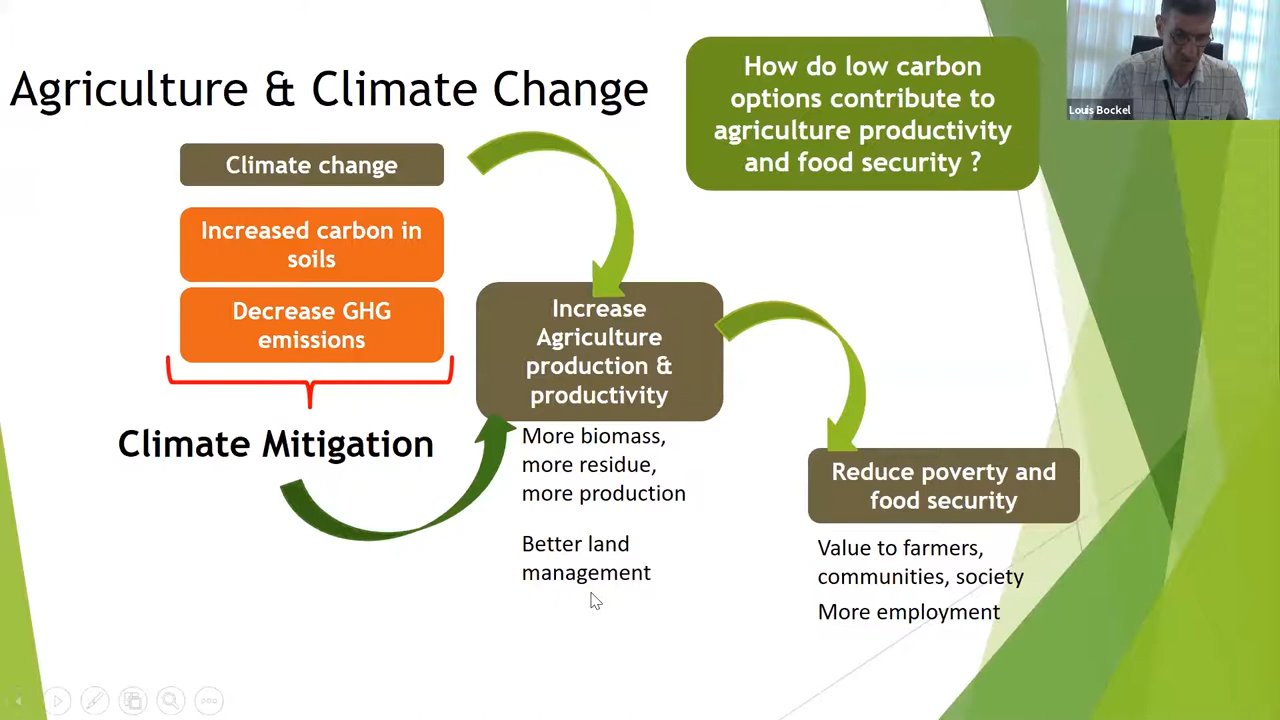 Agriculture & Climate Change
How do low carbon
options contribute to
agriculture productivity
and food security ?
Louis Bockel
Climate change
Increased carbon in
soils
Decrease GHG
emissions
Climate Mitigation
Increase
Agriculture
production &
productivity
More biomass,
more residue,
more production
Better land
management
Reduce poverty and
food security
Value to farmers,
communities, society
More employment